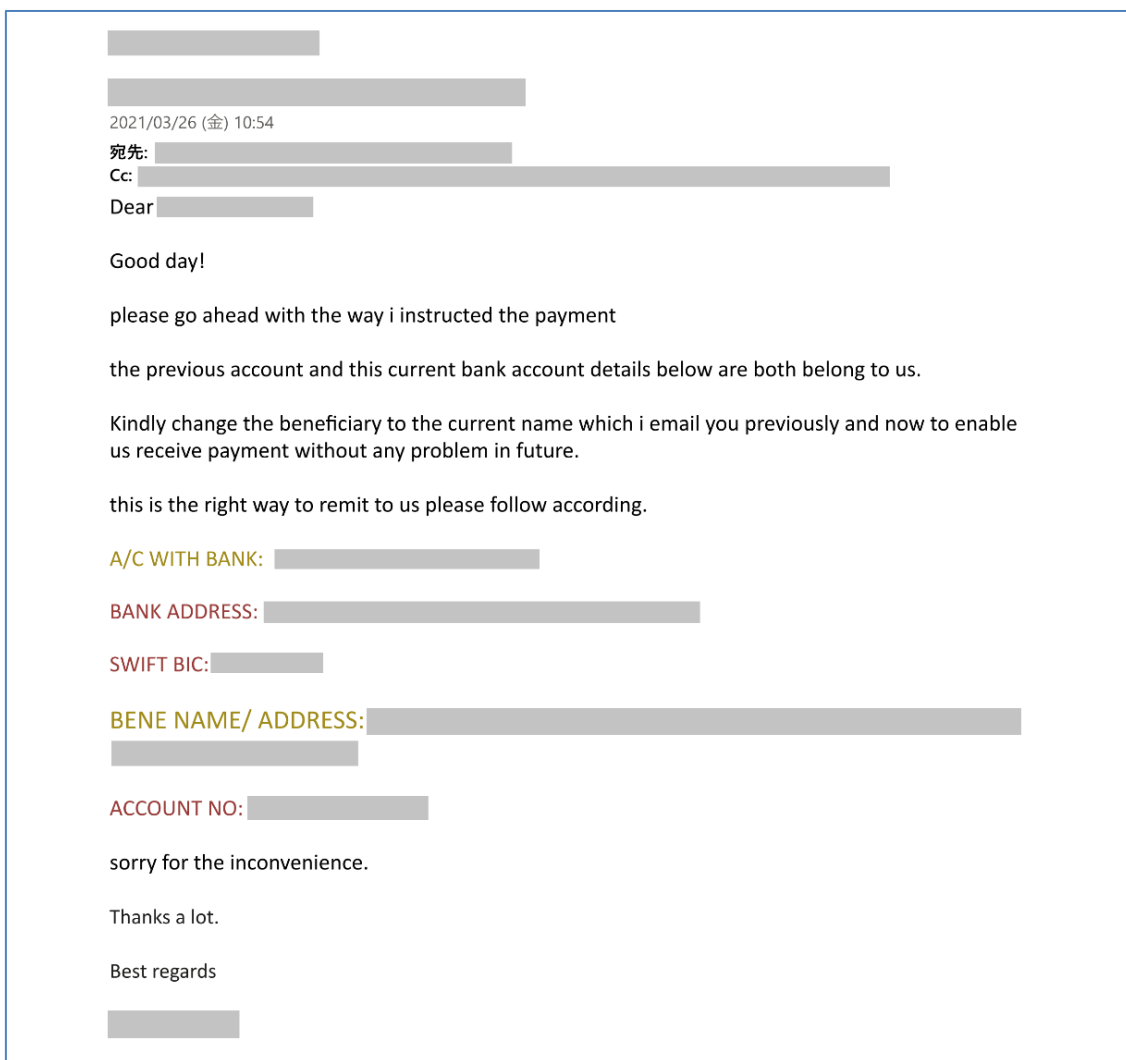 2021/03/26 (金) 10:54
宛先:
Cc:
Dear
Good day!
please go ahead with the way i instructed the payment
the previous account and this current bank account details below are both belong to us.
Kindly change the beneficiary to the current name which i email you previously and now to enable
us receive payment without any problem in future.
this is the right way to remit to us please follow according.
A/C WITH BANK:
BANK ADDRESS:
SWIFT BIC:
BENE NAME/ ADDRESS:
ACCOUNT NO:
sorry for the inconvenience.
Thanks a lot.
Best regards